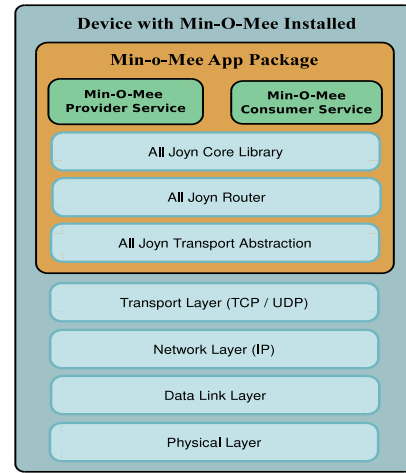 Device with Min-O-Mee Installed
Min-o-Mee App Package
Min-O-Mee
Provider Service
Min-O-Mee
Consumer Service
All Joyn Core Library
All Joyn Router
All Joyn Transport Abstraction
Transport Layer (TCP / UDP)
Network Layer (IP)
Data Link Layer
Physical Layer